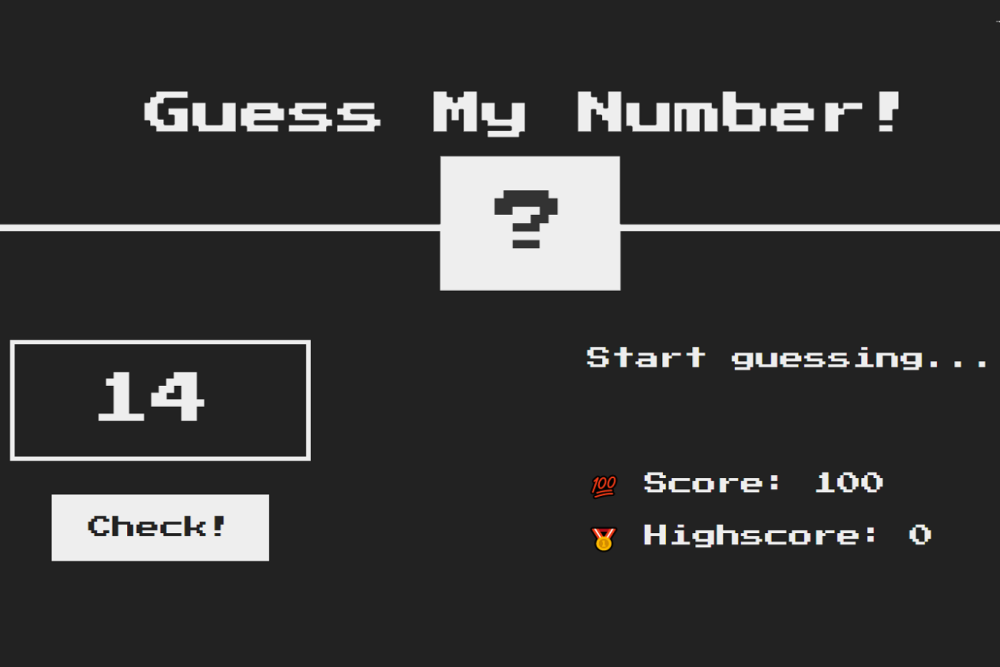 Guess My Number!
?
14
Check!
Start guessing...
💯 Score: 100
🥇 Highscore: 0